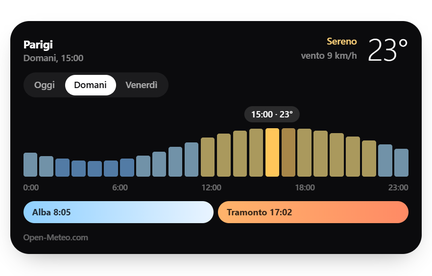 Parigi
Domani, 15:00
Sereno
vento 9 km/h
23°
Oggi
Domani
Venerdì
15:00 · 23°
0:00
6:00
12:00
18:00
23:00
Alba 8:05
Tramonto 17:02
Open-Meteo.com